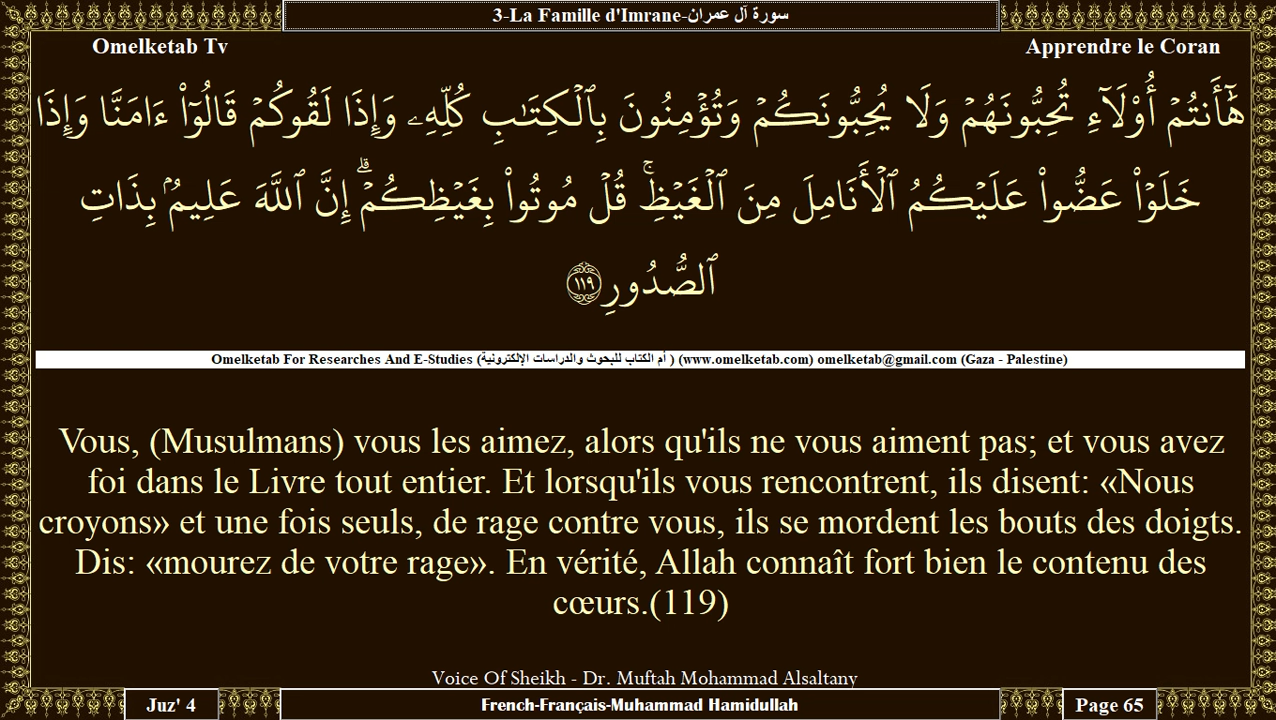 3-La Famille d'Imrane-سورة آل عمران
Omelketab Tv
Apprendre le Coran
هَٰٓأَنتُمۡ أُوْلَآءِ تُحِبُّونَهُمۡ وَلَا يُحِبُّونَكُمۡ وَتُؤۡمِنُونَ بِٱلۡكِتَٰبِ كُلِّهِۦ وَإِذَا لَقُوكُمۡ قَالُوٓاْ ءَامَنَّا وَإِذَا
خَلَوۡاْ عَضُّواْ عَلَيۡكُمُ ٱلۡأَنَامِلَ مِنَ ٱلۡغَيۡظِۚ قُلۡ مُوتُواْ بِغَيۡظِكُمۡۗ إِنَّ ٱللَّهَ عَلِيمُۢ بِذَاتِ
ٱلصُّدُورِ ١١٩
Omelketab For Researches And E-Studies (أم الكتاب للبحوث والدراسات الإلكترونية ) (www.omelketab.com) omelketab@gmail.com (Gaza - Palestine)
Vous, (Musulmans) vous les aimez, alors qu'ils ne vous aiment pas; et vous avez
foi dans le Livre tout entier. Et lorsqu'ils vous rencontrent, ils disent: «Nous
croyons» et une fois seuls, de rage contre vous, ils se mordent les bouts des doigts.
Dis: «mourez de votre rage». En vérité, Allah connaît fort bien le contenu des
cœurs.(119)
Voice Of Sheikh - Dr. Muftah Mohammad Alsaltany
Juz' 4
French-Français-Muhammad Hamidullah
Page 65